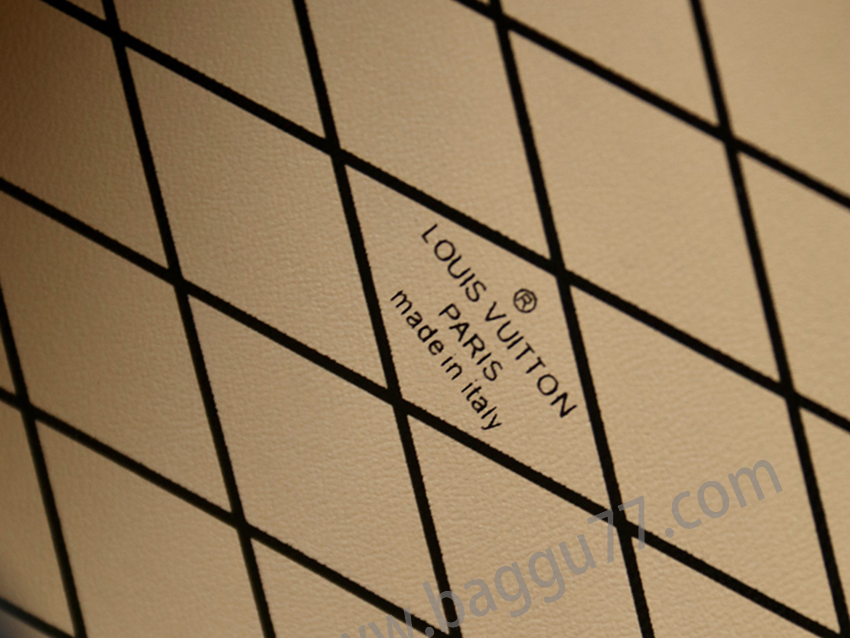 LOUIS VUITTON
®
PARIS
made in italy
www.baggu77.com